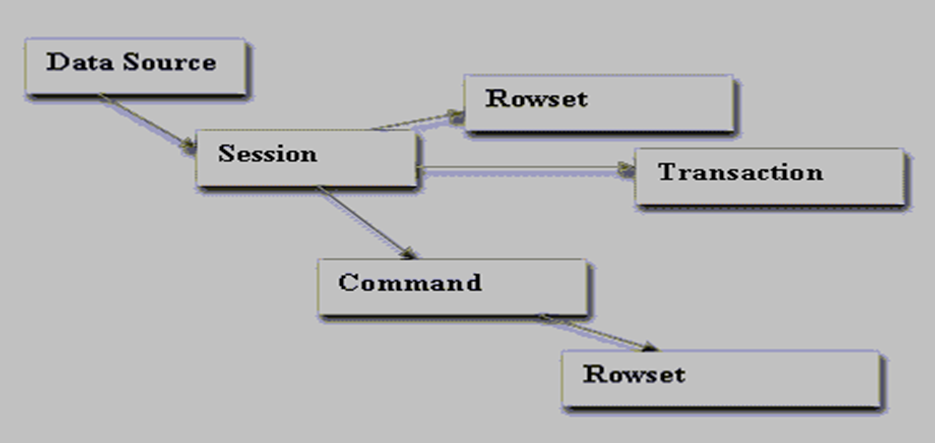 Data Source
Rowset
Session
Transaction
Command
Rowset